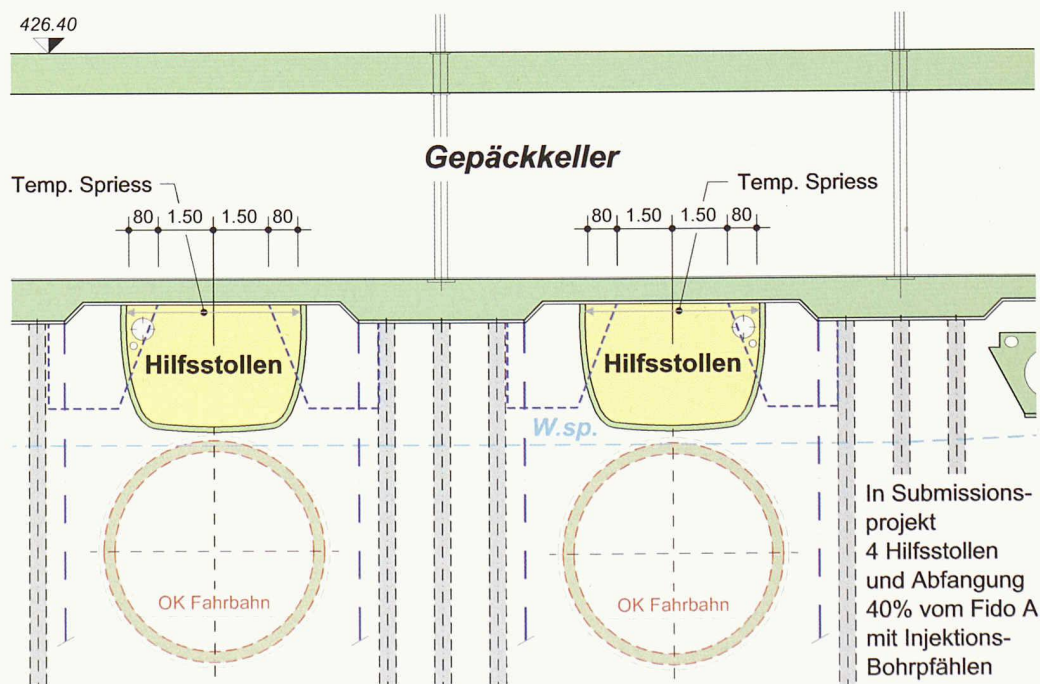 426.40
Gepäckkeller
Temp. Spriess
Temp. Spriess
80 1.50 1.50 80
80 1.50 1.50 80
Hilfsstollen
Hilfsstollen
W.sp.
In Submissions-
projekt
4 Hilfsstollen
und Abfangung
40% vom Fido A
mit Injektions-
Bohrpfählen
OK Fahrbahn
OK Fahrbahn